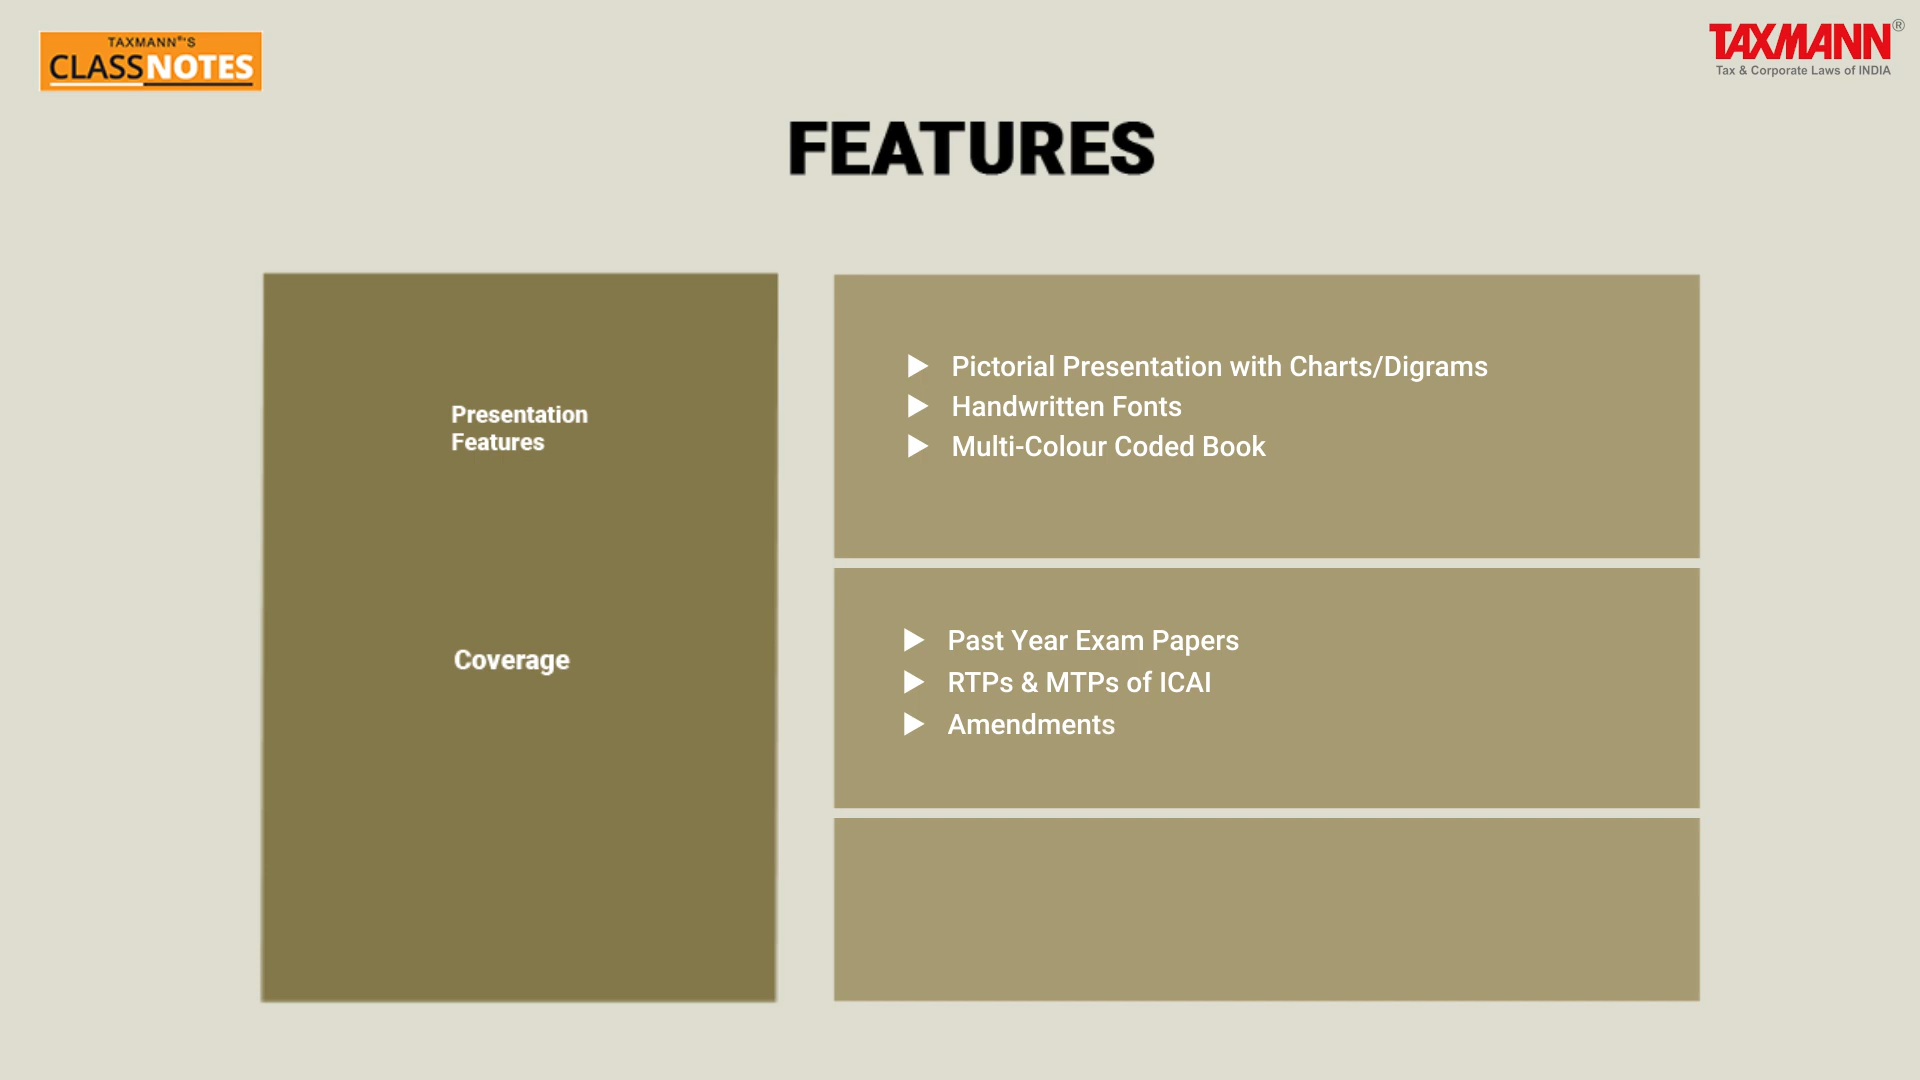 TAXMANN®'S
CLASSNOTES
TAXMANN®
Tax & Corporate Laws of INDIA
FEATURES
Presentation
Features
▶ Pictorial Presentation with Charts/Digrams
▶ Handwritten Fonts
▶ Multi-Colour Coded Book
Coverage
▶ Past Year Exam Papers
▶ RTPs & MTPs of ICAI
▶ Amendments